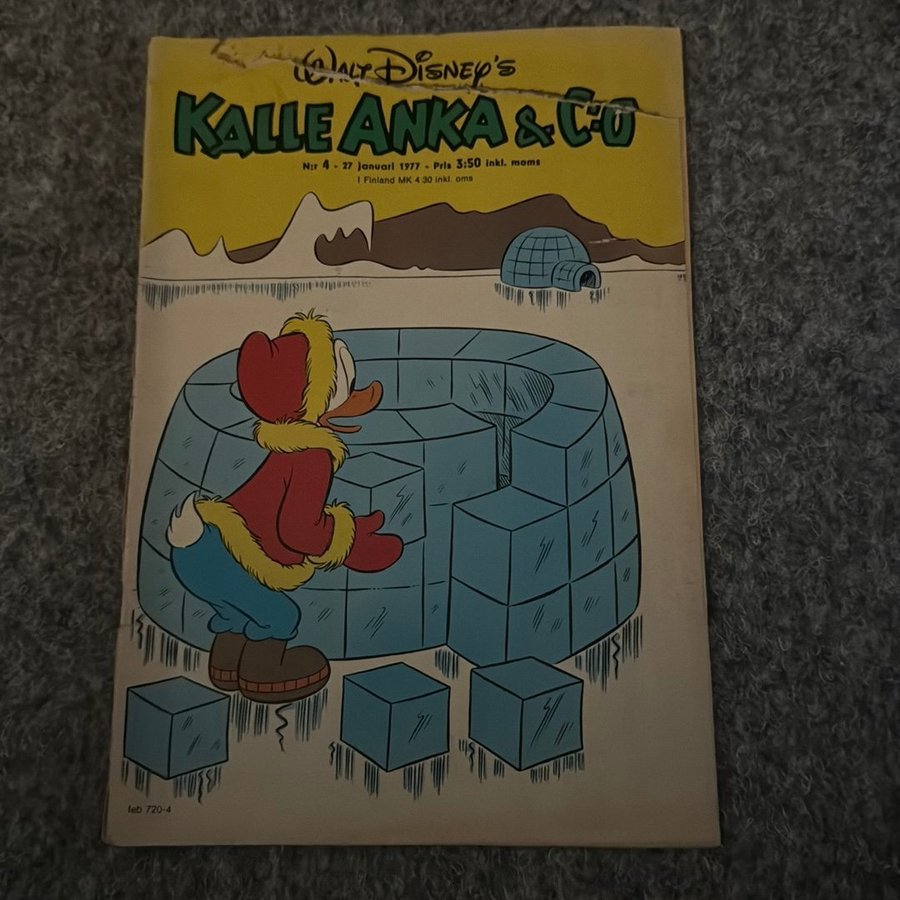 WALT DISNEY'S
KALLE ANKA & C:O
N:r 4 - 27 januari 1977 - Pris 3:50 inkl. moms
I Finland MK 4:30 inkl. oms
feb 720-4